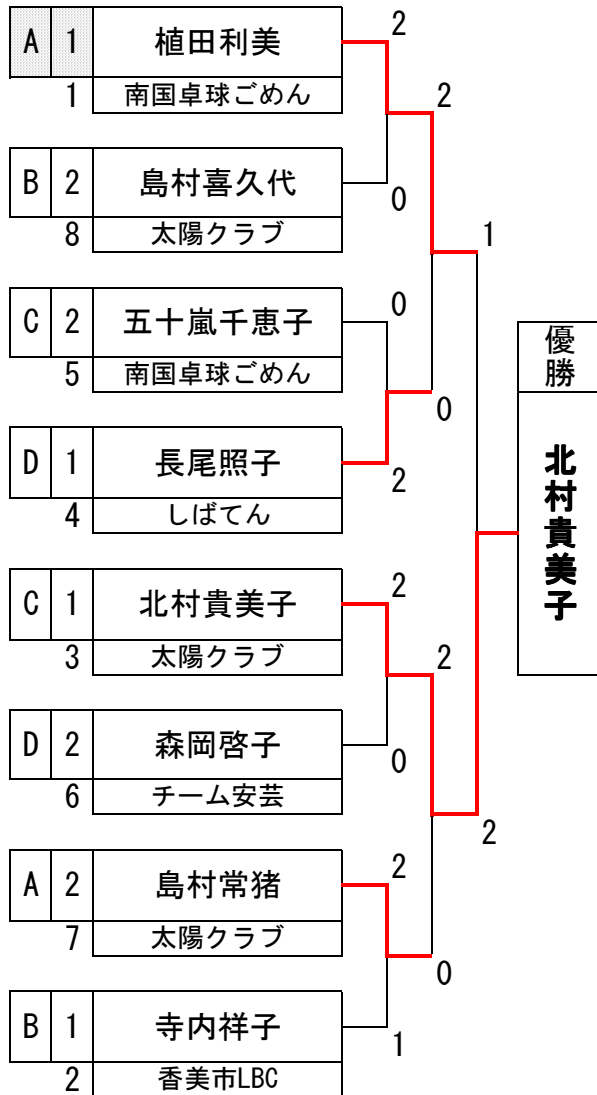 A 1 植田利美 2
1 南国卓球ごめん 2
B 2 島村喜久代 0
8 太陽クラブ 1
C 2 五十嵐千恵子 0
5 南国卓球ごめん 0
D 1 長尾照子 2
4 しばてん
優勝
北村貴美子
C 1 北村貴美子 2
3 太陽クラブ 2
D 2 森岡啓子 0
6 チーム安芸 2
A 2 島村常猪 2
7 太陽クラブ 0
B 1 寺内祥子 1
2 香美市LBC